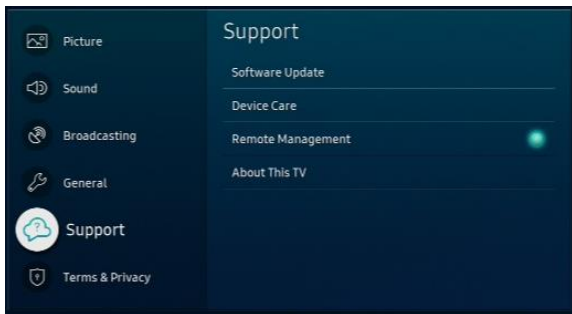 Picture
Sound
Broadcasting
General
Support
Terms & Privacy
Support
Software Update
Device Care
Remote Management
About This TV